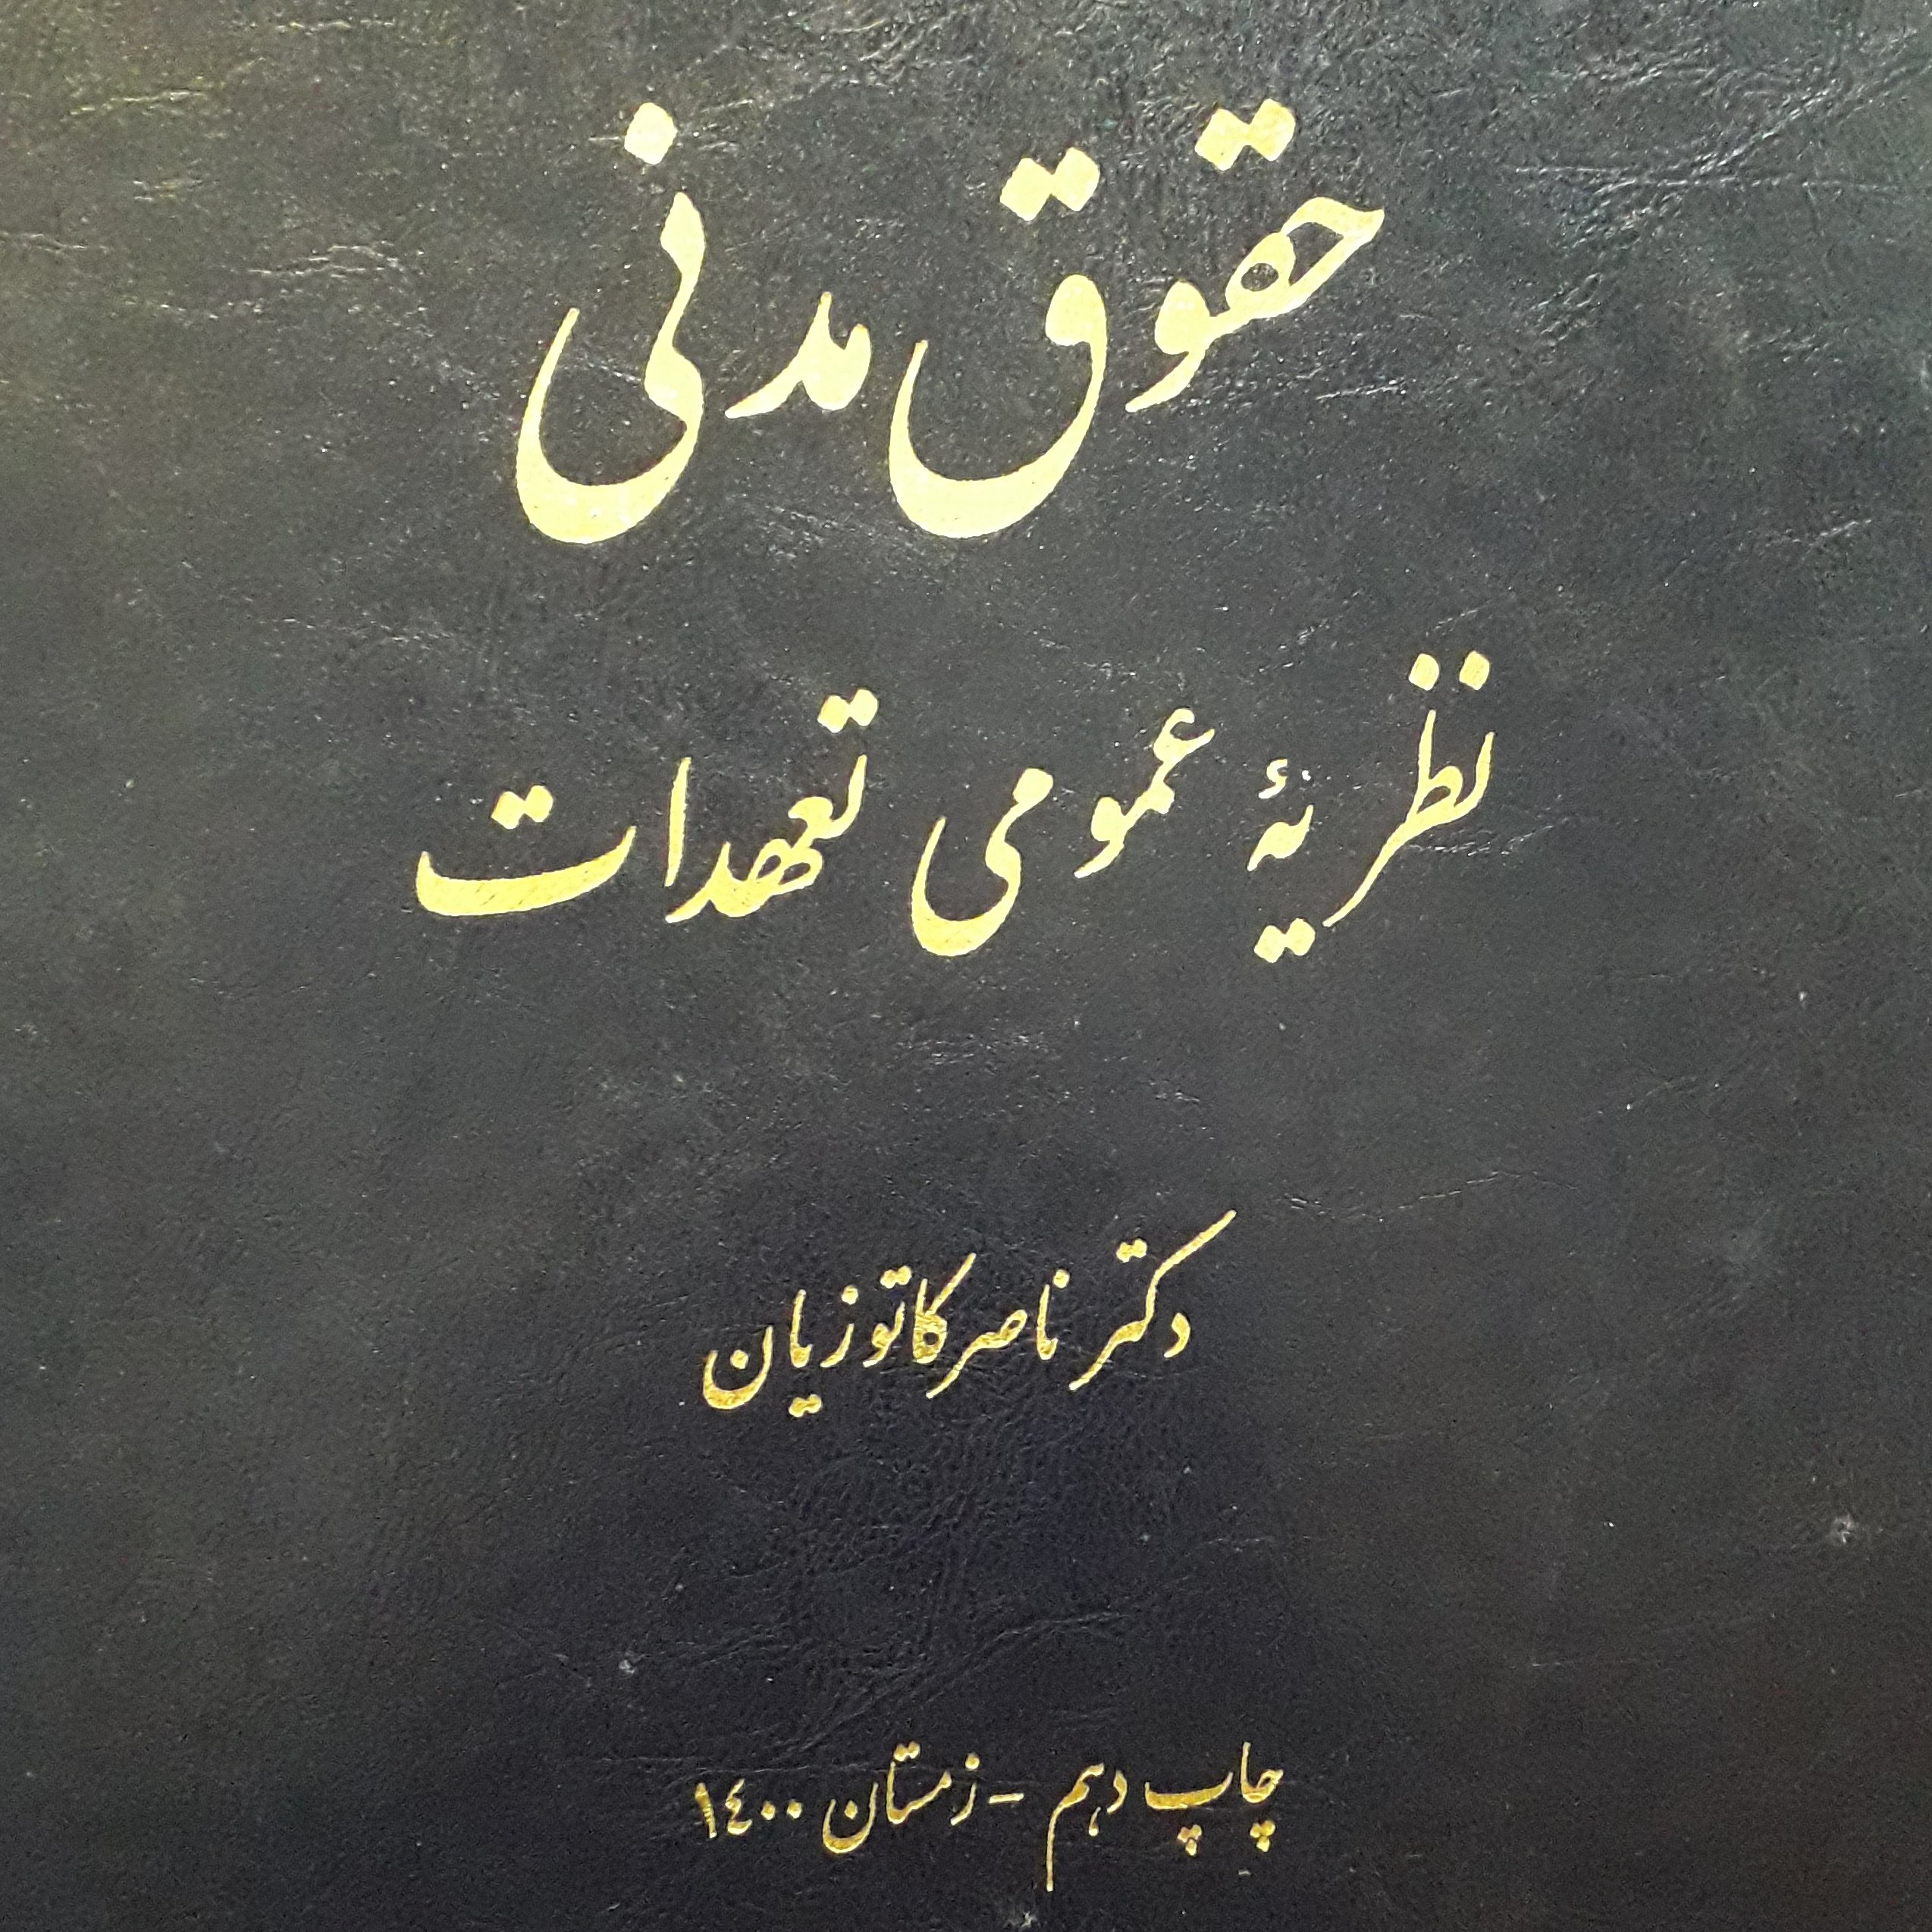 حقوق مدنی
نظریهٔ عمومی تعهدات
دکتر ناصر کاتوزیان
چاپ دهم - زمستان ۱۴۰۰